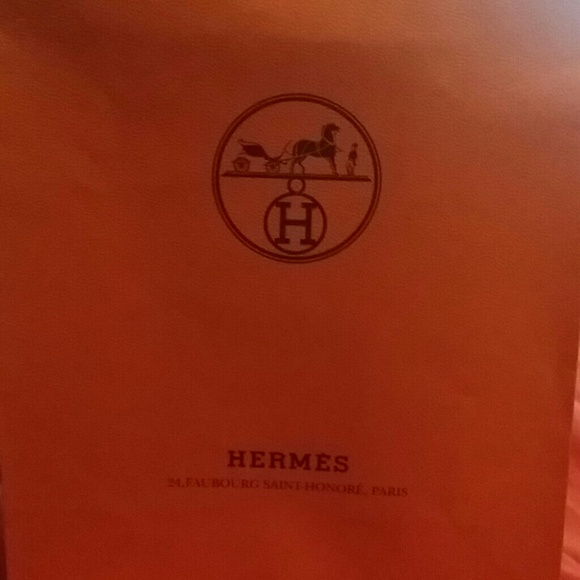 H
HERMÈS
24, FAUBOURG SAINT-HONORÉ, PARIS